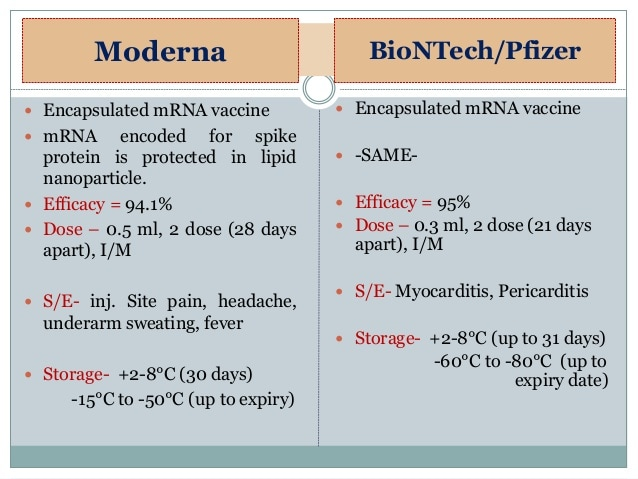 Moderna
Encapsulated mRNA vaccine
mRNA encoded for spike
protein is protected in lipid
nanoparticle.
Efficacy = 94.1%
Dose – 0.5 ml, 2 dose (28 days
apart), I/M
S/E- inj. Site pain, headache,
underarm sweating, fever
Storage- +2-8°C (30 days)
-15°C to -50°C (up to expiry)
BioNTech/Pfizer
Encapsulated mRNA vaccine
-SAME-
Efficacy = 95%
Dose – 0.3 ml, 2 dose (21 days
apart), I/M
S/E- Myocarditis, Pericarditis
Storage- +2-8°C (up to 31 days)
-60°C to -80°C (up to
expiry date)